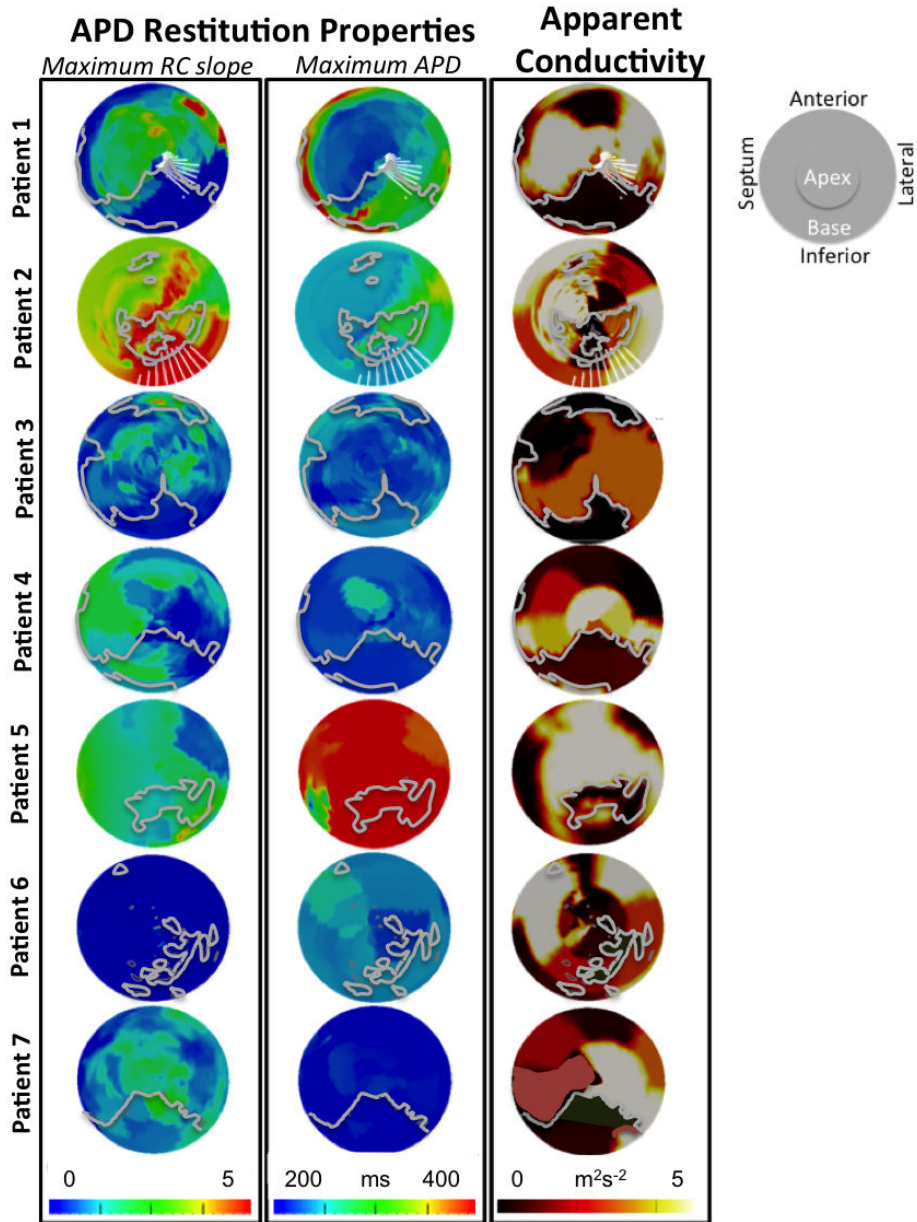 APD Restitution Properties
Maximum RC slope
Maximum APD
Apparent
Conductivity
Anterior
Septum
Apex
Lateral
Base
Inferior
Patient 1
Patient 2
Patient 3
Patient 4
Patient 5
Patient 6
Patient 7
0 5
200 ms 400
0 m²s⁻² 5